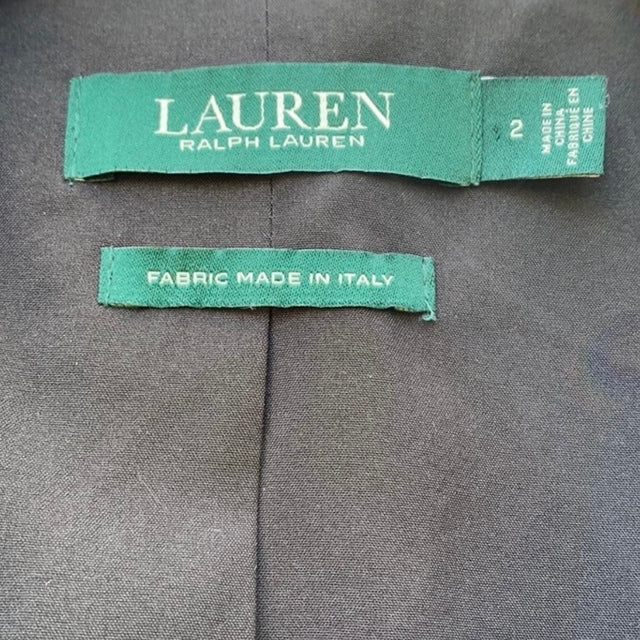 LAUREN
RALPH LAUREN
2
MADE IN
CHINA
FABRIQUÉ EN
CHINE
FABRIC MADE IN ITALY